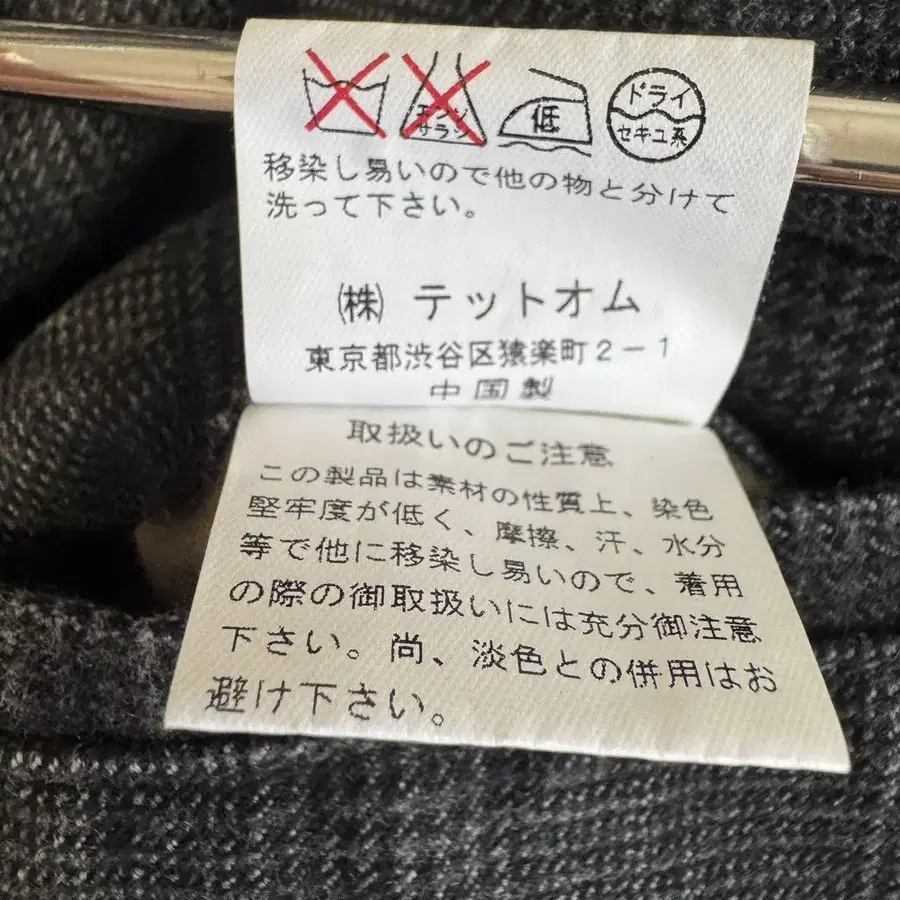 エンソ
サラシ
低
ドライ
セキユ系
移染し易いので他の物と分けて
洗って下さい。
㈱ テットオム
東京都渋谷区猿楽町2-1
中国製
取扱いのご注意
この製品は素材の性質上、染色
堅牢度が低く、摩擦、汗、水分
等で他に移染し易いので、着用
の際の御取扱いには充分御注意
下さい。尚、淡色との併用はお
避け下さい。